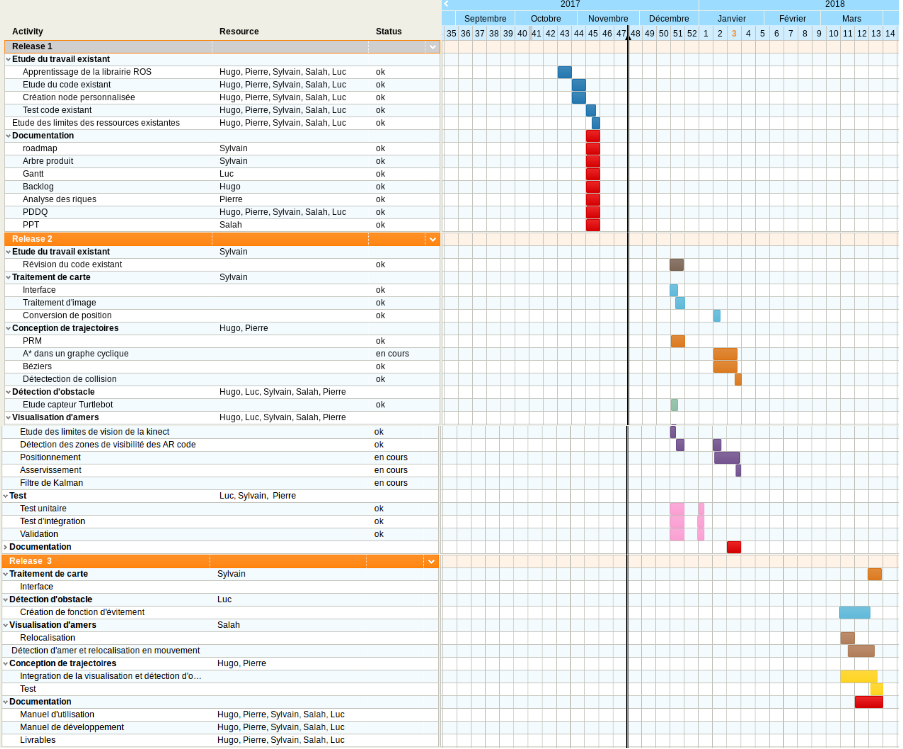 2017 2018
Septembre Octobre Novembre Décembre Janvier Février Mars
Activity Resource Status 35 36 37 38 39 40 41 42 43 44 45 46 47 48 49 50 51 52 1 2 3 4 5 6 7 8 9 10 11 12 13 14
Release 1
Etude du travail existant
Apprentissage de la librairie ROS Hugo, Pierre, Sylvain, Salah, Luc ok
Etude du code existant Hugo, Pierre, Sylvain, Salah, Luc ok
Création node personnalisée Hugo, Pierre, Sylvain, Salah, Luc ok
Test code existant Hugo, Pierre, Sylvain, Salah, Luc ok
Etude des limites des ressources existantes Hugo, Pierre, Sylvain, Salah, Luc ok
Documentation
roadmap Sylvain ok
Arbre produit Sylvain ok
Gantt Luc ok
Backlog Hugo ok
Analyse des riques Pierre ok
PDDQ Hugo, Pierre, Sylvain, Salah, Luc ok
PPT Salah ok
Release 2
Etude du travail existant Sylvain
Révision du code existant ok
Traitement de carte Sylvain
Interface ok
Traitement d'image ok
Conversion de position ok
Conception de trajectoires Hugo, Pierre
PRM ok
A* dans un graphe cyclique en cours
Béziers ok
Détectection de collision ok
Détection d'obstacle Hugo, Luc, Sylvain, Salah, Pierre
Etude capteur Turtlebot ok
Visualisation d'amers Hugo, Luc, Sylvain, Salah, Pierre
Etude des limites de vision de la kinect ok
Détection des zones de visibilité des AR code ok
Positionnement en cours
Asservissement en cours
Filtre de Kalman en cours
Test Luc, Sylvain, Pierre
Test unitaire ok
Test d'intégration ok
Validation ok
Documentation
Release 3
Traitement de carte Sylvain
Interface
Détection d'obstacle Luc
Création de fonction d'évitement
Visualisation d'amers Salah
Relocalisation
Détection d'amer et relocalisation en mouvement
Conception de trajectoires Hugo, Pierre
Integration de la visualisation et détection d'o…
Test
Documentation
Manuel d'utilisation Hugo, Pierre, Sylvain, Salah, Luc
Manuel de développement Hugo, Pierre, Sylvain, Salah, Luc
Livrables Hugo, Pierre, Sylvain, Salah, Luc